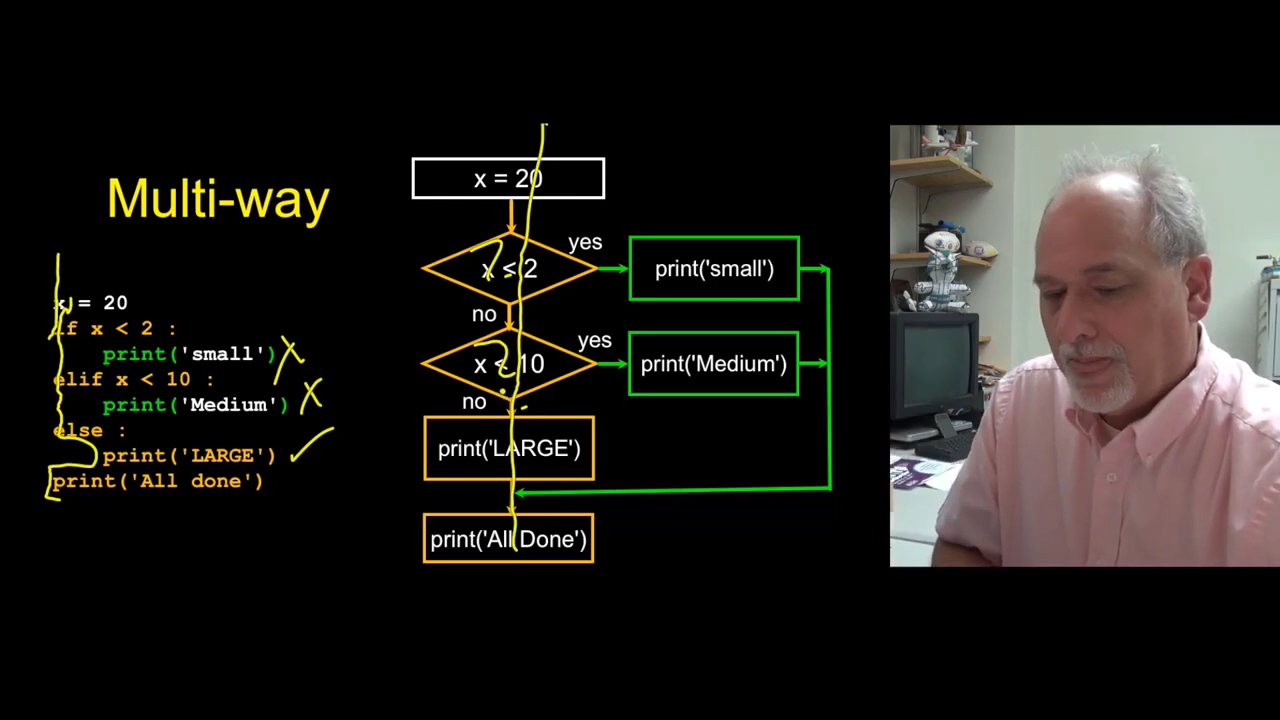 Multi-way
x = 20
if x < 2 :
print('small')
elif x < 10 :
print('Medium')
else :
print('LARGE')
print('All done')
x = 20
x < 2
yes
print('small')
no
x < 10
yes
print('Medium')
no
print('LARGE')
print('All Done')